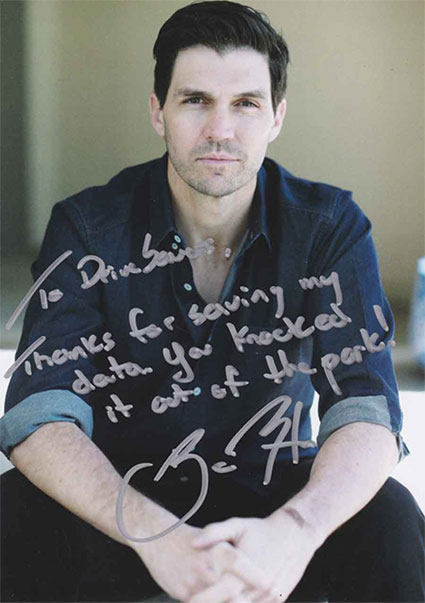 To DriveSavers,
Thanks for saving my
data. You knocked
it out of the park!